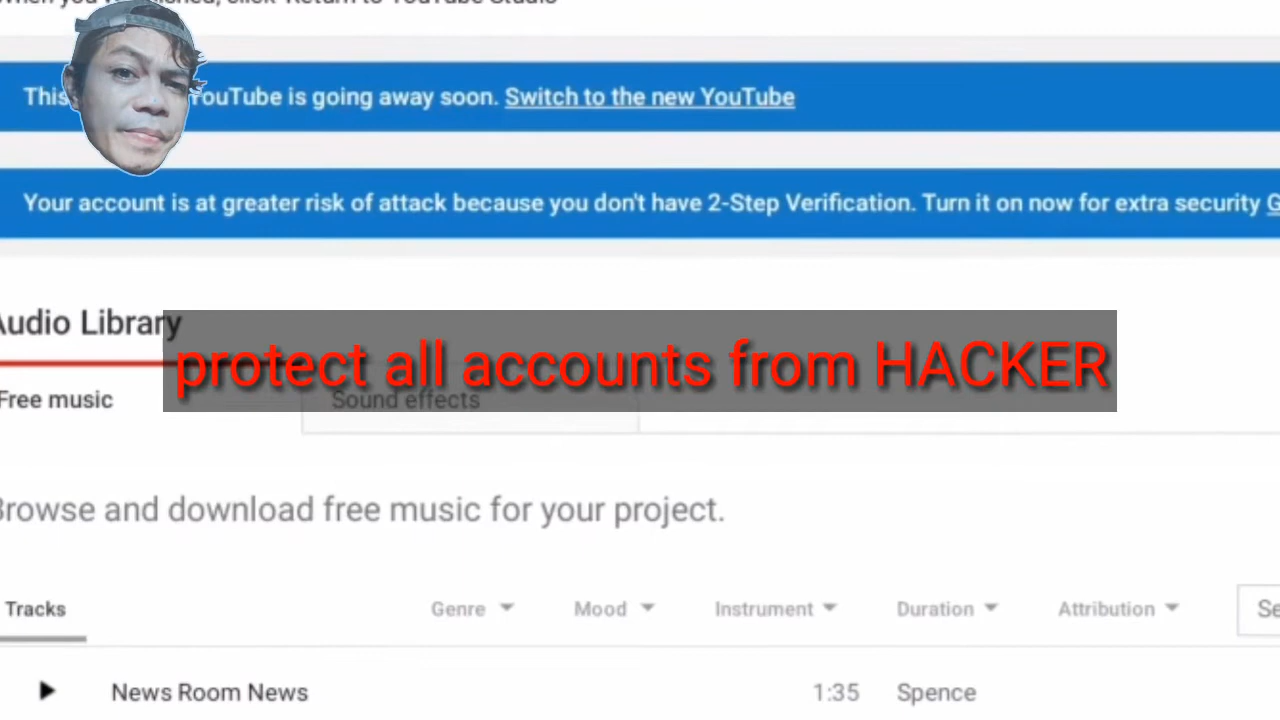 YouTube Studio
This YouTube is going away soon. Switch to the new YouTube
Your account is at greater risk of attack because you don't have 2-Step Verification. Turn it on now for extra security
Audio Library
protect all accounts from HACKER
Free music
Sound effects
Browse and download free music for your project.
Tracks
Genre
Mood
Instrument
Duration
Attribution
News Room News
1:35
Spence